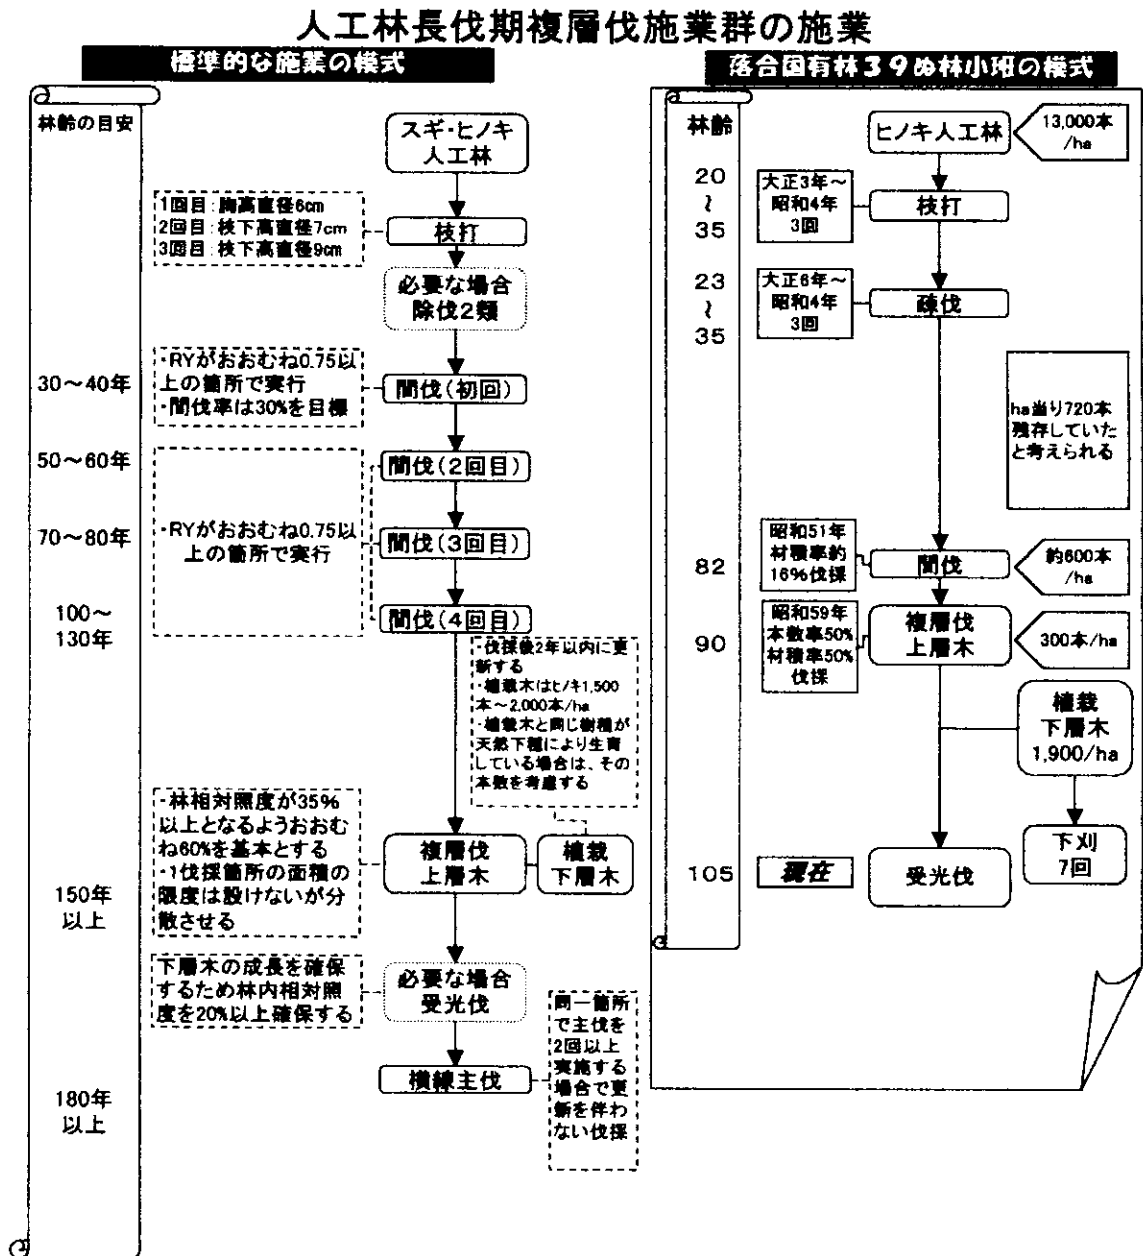 人工林長伐期複層伐施業群の施業
標準的な施業の模式
林齢の目安
スギ・ヒノキ
人工林
1回目:胸高直径6cm
2回目:枝下高直径7cm
3回目:枝下高直径9cm
枝打
必要な場合
除伐2類
30~40年
・RYがおおむね0.75以
上の箇所で実行
・間伐率は30%を目標
間伐(初回)
50~60年
間伐(2回目)
70~80年
・RYがおおむね0.75以
上の箇所で実行
間伐(3回目)
100~
130年
間伐(4回目)
・伐採後2年以内に更
新する
・植栽木はヒノキ1,500
本~2,000本/ha
・植栽木と同じ樹種が
天然下種により生育
している場合は、その
本数を考慮する
・林相対照度が35%
以上となるようおおむ
ね60%を基本とする
・1伐採箇所の面積の
限度は設けないが分
散させる
複層伐
上層木
植栽
下層木
150年
以上
下層木の成長を確保
するため林内相対照
度を20%以上確保する
必要な場合
受光伐
同一箇所
で主伐を
2回以上
実施する
場合で更
新を伴わ
ない伐採
横線主伐
180年
以上
落合国有林39ぬ林小班の模式
林齢
ヒノキ人工林
13,000本
/ha
20
~
35
大正3年~
昭和4年
3回
枝打
23
~
35
大正6年~
昭和4年
3回
疎伐
ha当り720本
残存していた
と考えられる
82
昭和51年
材積率約
16%伐採
間伐
約600本
/ha
90
昭和59年
本数率50%
材積率50%
伐採
複層伐
上層木
300本/ha
植栽
下層木
1,900/ha
下刈
7回
105
現在
受光伐